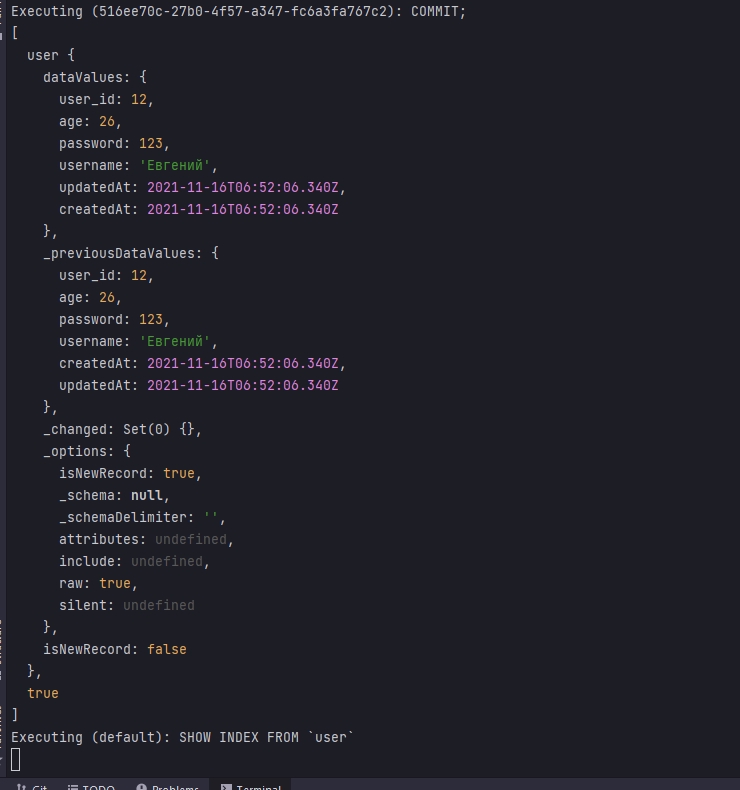 Executing (516ee70c-27b0-4f57-a347-fc6a3fa767c2): COMMIT;
[
  user {
    dataValues: {
      user_id: 12,
      age: 26,
      password: 123,
      username: 'Евгений',
      updatedAt: 2021-11-16T06:52:06.340Z,
      createdAt: 2021-11-16T06:52:06.340Z
    },
    _previousDataValues: {
      user_id: 12,
      age: 26,
      password: 123,
      username: 'Евгений',
      createdAt: 2021-11-16T06:52:06.340Z,
      updatedAt: 2021-11-16T06:52:06.340Z
    },
    _changed: Set(0) {},
    _options: {
      isNewRecord: true,
      _schema: null,
      _schemaDelimiter: '',
      attributes: undefined,
      include: undefined,
      raw: true,
      silent: undefined
    },
    isNewRecord: false
  },
  true
]
Executing (default): SHOW INDEX FROM `user`
Git TODO Problems Terminal